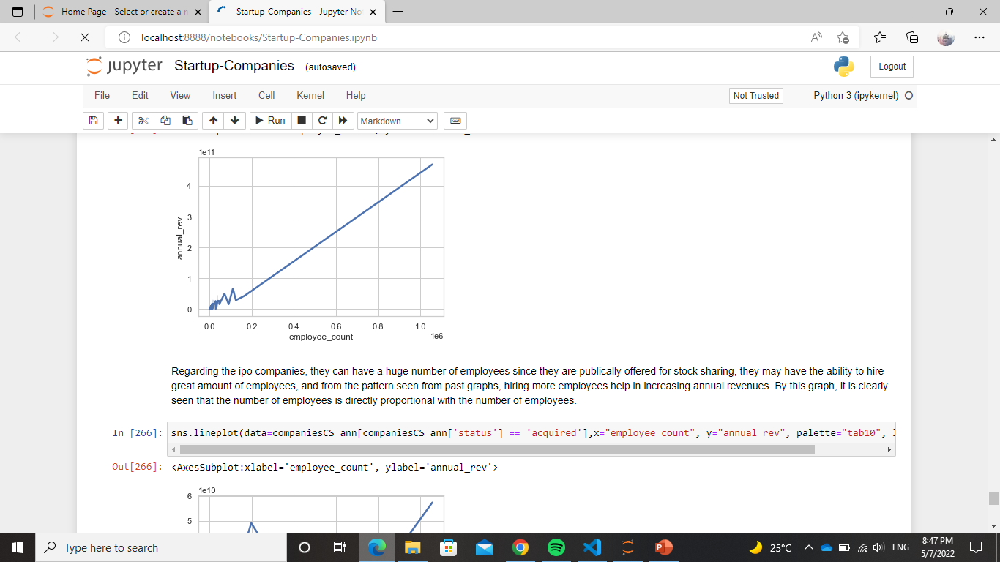 Home Page - Select or create a n
Startup-Companies - Jupyter No
localhost:8888/notebooks/Startup-Companies.ipynb
jupyter Startup-Companies (autosaved)
Logout
File Edit View Insert Cell Kernel Help
Not Trusted
Python 3 (ipykernel)
Run
Markdown
1e11
4
3
2
1
0
annual_rev
0.0 0.2 0.4 0.6 0.8 1.0
employee_count
1e6
Regarding the ipo companies, they can have a huge number of employees since they are publically offered for stock sharing, they may have the ability to hire
great amount of employees, and from the pattern seen from past graphs, hiring more employees help in increasing annual revenues. By this graph, it is clearly
seen that the number of employees is directly proportional with the number of employees.
In [266]: sns.lineplot(data=companiesCS_ann[companiesCS_ann['status'] == 'acquired'],x="employee_count", y="annual_rev", palette="tab10",
Out[266]: <AxesSubplot:xlabel='employee_count', ylabel='annual_rev'>
1e10
6
5
Type here to search
25°C
ENG
8:47 PM
5/7/2022